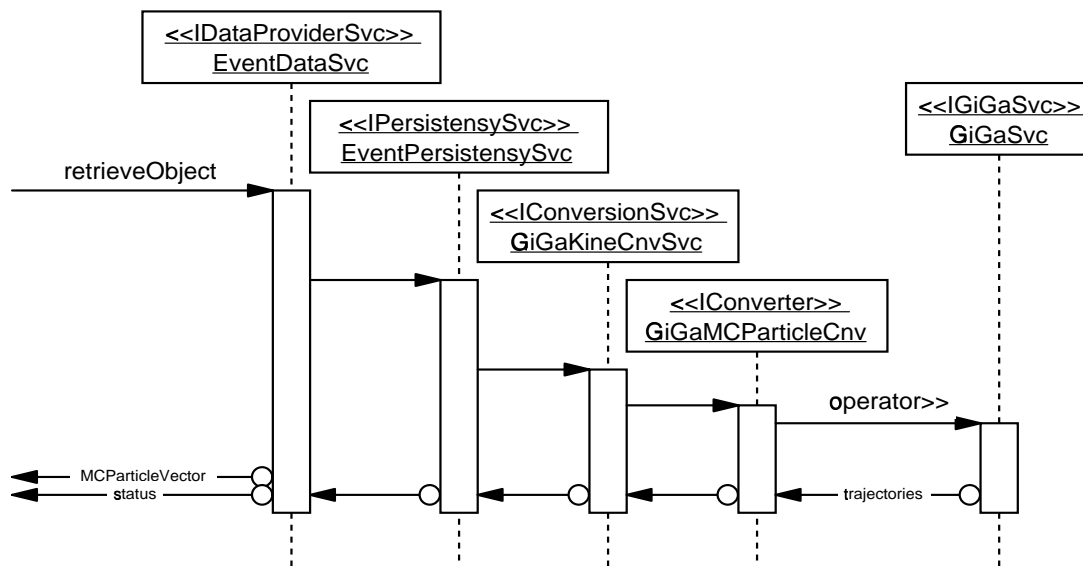 <<IDataProviderSvc>>
EventDataSvc
<<IPersistensySvc>>
EventPersistensySvc
<<IGiGaSvc>>
GiGaSvc
retrieveObject
<<IConversionSvc>>
GiGaKineCnvSvc
<<IConverter>>
GiGaMCParticleCnv
operator>>
MCParticleVector
status
trajectories